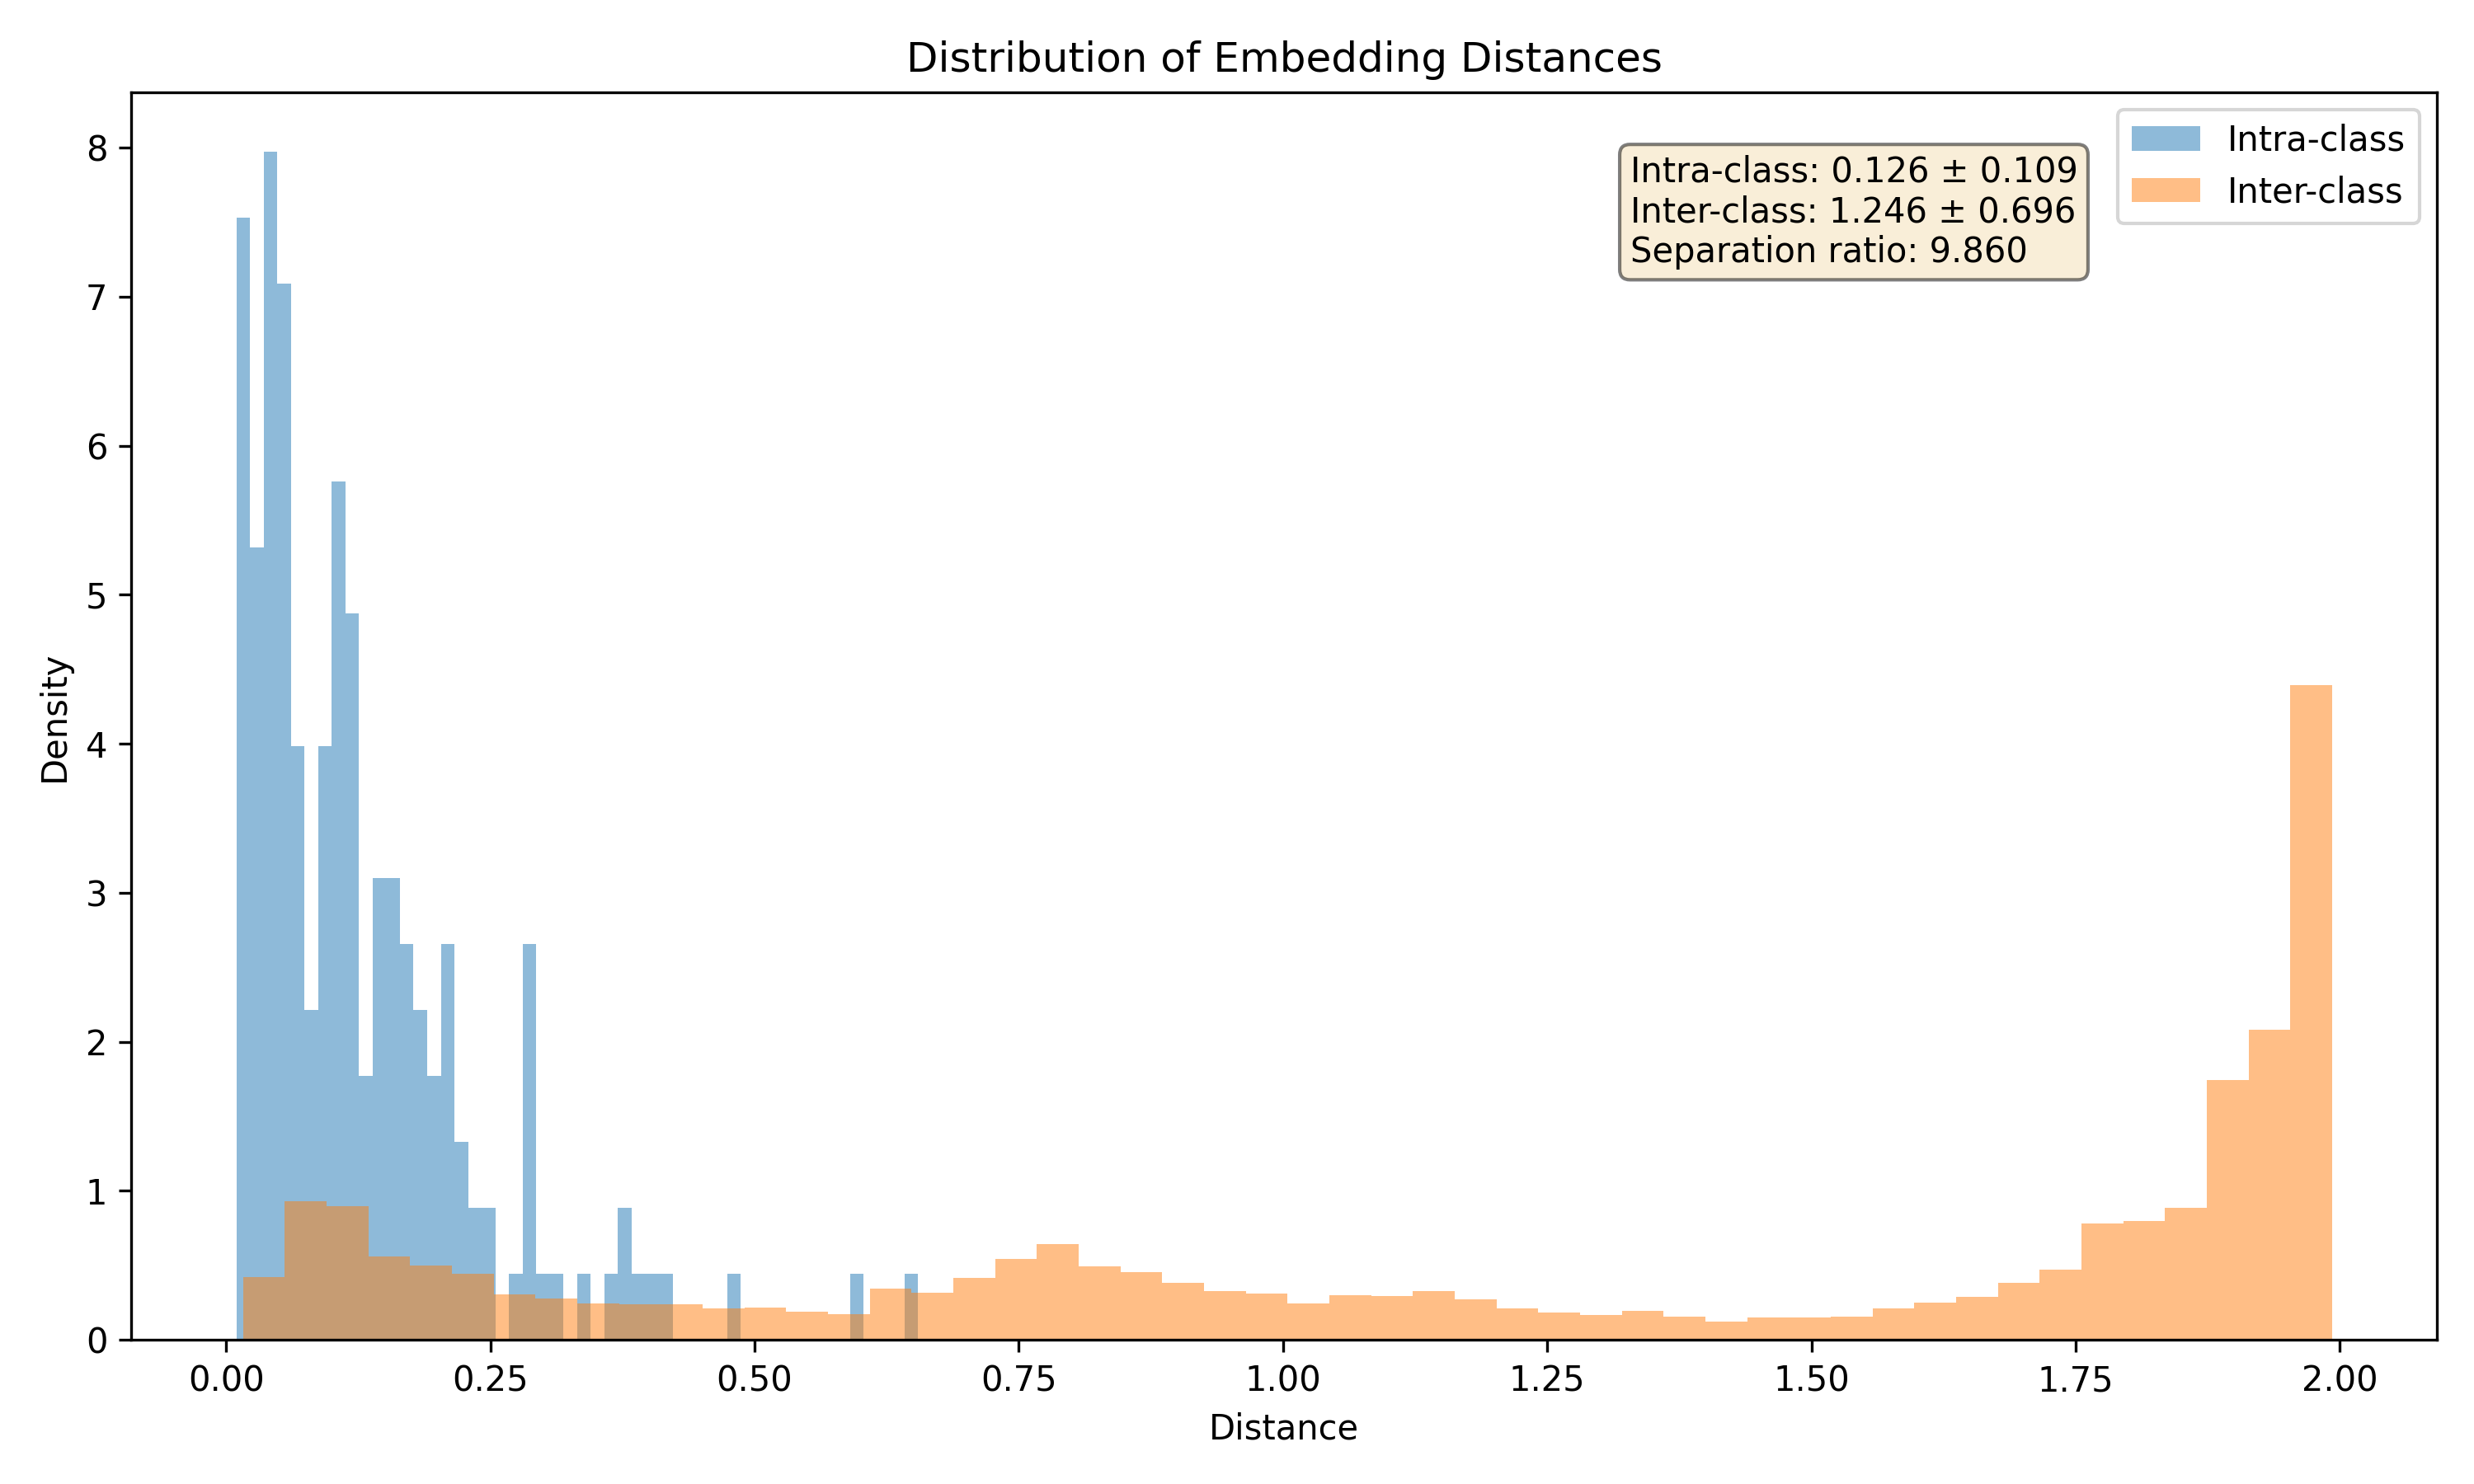 Distribution of Embedding Distances
Intra-class: 0.126 ± 0.109
Inter-class: 1.246 ± 0.696
Separation ratio: 9.860
Intra-class
Inter-class
Density
8
7
6
5
4
3
2
1
0
0.00 0.25 0.50 0.75 1.00 1.25 1.50 1.75 2.00
Distance